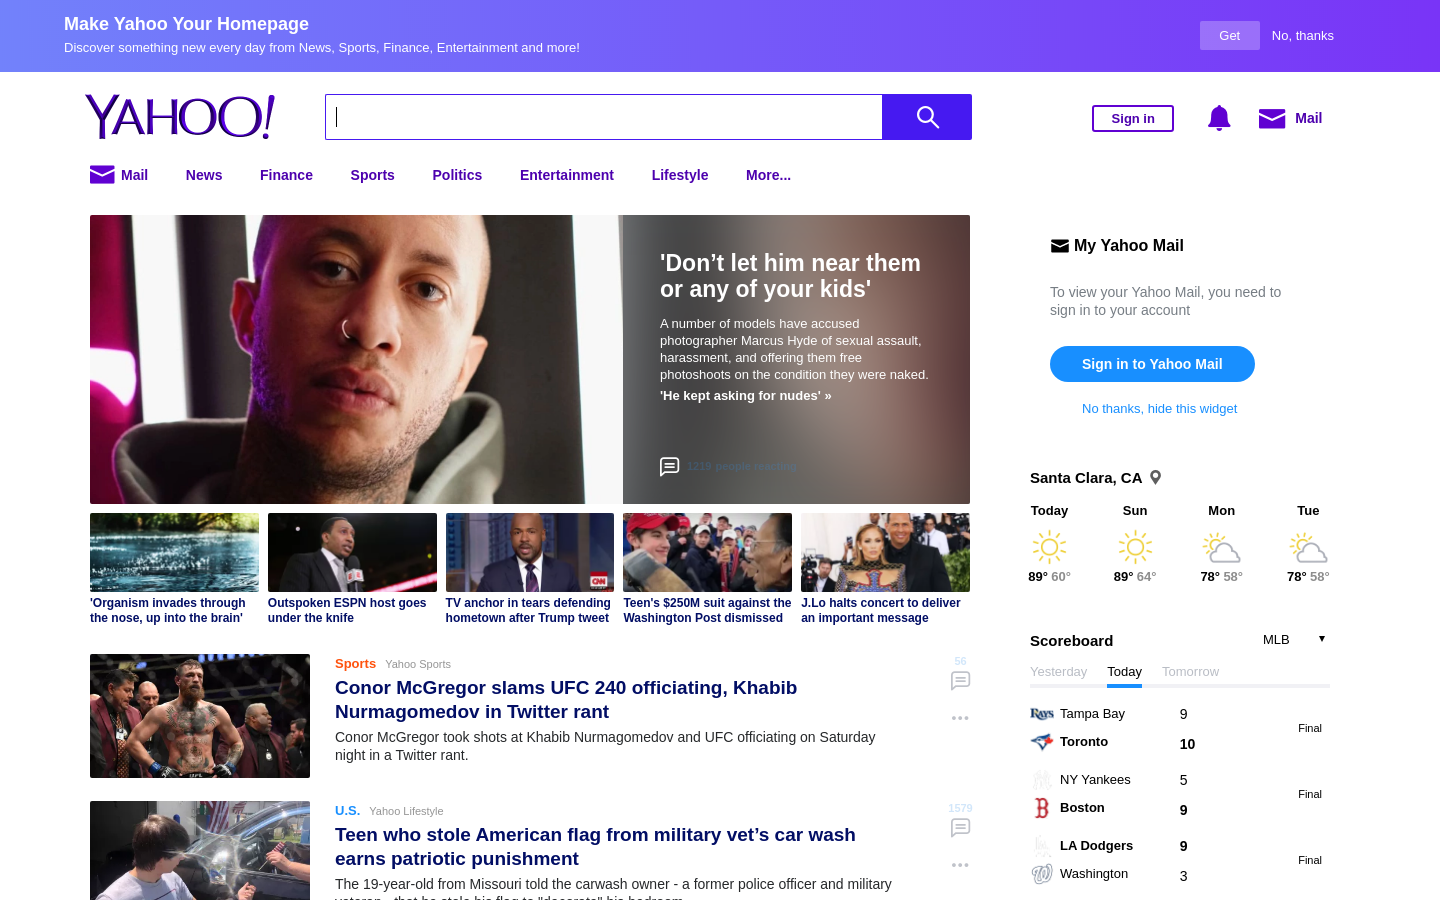 Make Yahoo Your Homepage
Discover something new every day from News, Sports, Finance, Entertainment and more!
Get
No, thanks
YAHOO!
Sign in
Mail
Mail
News
Finance
Sports
Politics
Entertainment
Lifestyle
More...
'Don’t let him near them
or any of your kids'
A number of models have accused
photographer Marcus Hyde of sexual assault,
harassment, and offering them free
photoshoots on the condition they were naked.
'He kept asking for nudes' »
1219 people reacting
'Organism invades through
the nose, up into the brain'
Outspoken ESPN host goes
under the knife
CNN
TV anchor in tears defending
hometown after Trump tweet
Teen's $250M suit against the
Washington Post dismissed
J.Lo halts concert to deliver
an important message
Sports
Yahoo Sports
56
Conor McGregor slams UFC 240 officiating, Khabib
Nurmagomedov in Twitter rant
Conor McGregor took shots at Khabib Nurmagomedov and UFC officiating on Saturday
night in a Twitter rant.
U.S.
Yahoo Lifestyle
1579
Teen who stole American flag from military vet’s car wash
earns patriotic punishment
The 19-year-old from Missouri told the carwash owner - a former police officer and military
My Yahoo Mail
To view your Yahoo Mail, you need to
sign in to your account
Sign in to Yahoo Mail
No thanks, hide this widget
Santa Clara, CA
Today
Sun
Mon
Tue
89° 60°
89° 64°
78° 58°
78° 58°
Scoreboard
MLB
Yesterday
Today
Tomorrow
RAYS
Tampa Bay
9
Toronto
10
Final
NY Yankees
5
B
Boston
9
Final
LA Dodgers
9
W
Washington
3
Final